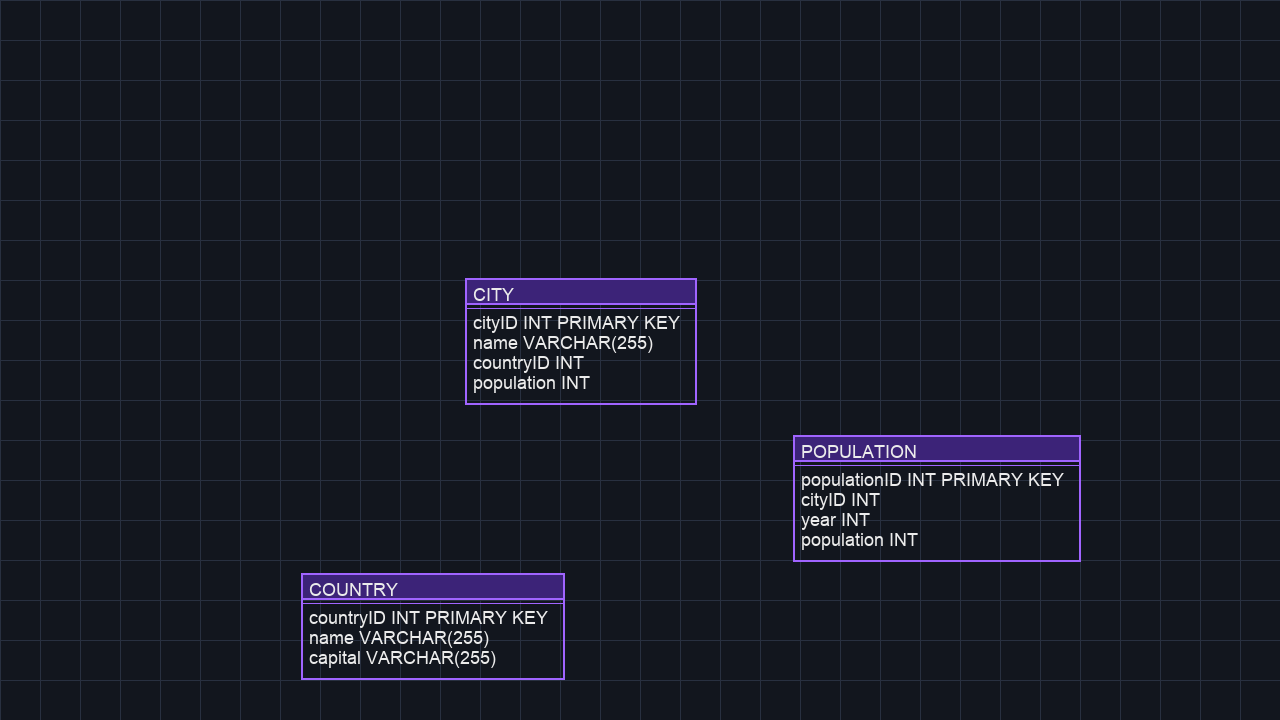 CITY
cityID INT PRIMARY KEY
name VARCHAR(255)
countryID INT
population INT
POPULATION
populationID INT PRIMARY KEY
cityID INT
year INT
population INT
COUNTRY
countryID INT PRIMARY KEY
name VARCHAR(255)
capital VARCHAR(255)